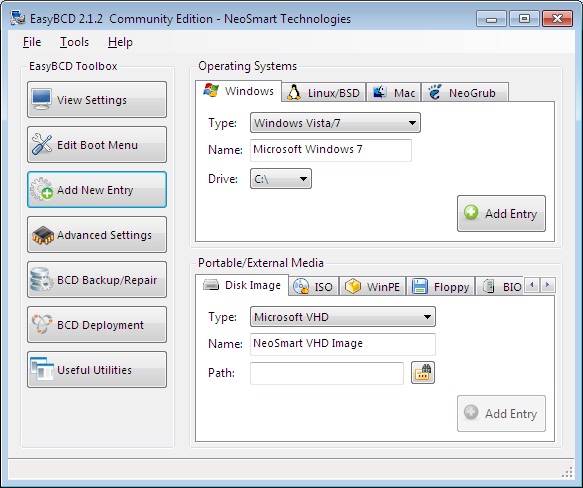 EasyBCD 2.1.2 Community Edition - NeoSmart Technologies
File Tools Help
EasyBCD Toolbox
View Settings
Edit Boot Menu
Add New Entry
Advanced Settings
BCD Backup/Repair
BCD Deployment
Useful Utilities
Operating Systems
Windows Linux/BSD Mac NeoGrub
Type: Windows Vista/7
Name: Microsoft Windows 7
Drive: C:\
Add Entry
Portable/External Media
Disk Image ISO WinPE Floppy BIO
Type: Microsoft VHD
Name: NeoSmart VHD Image
Path:
Add Entry